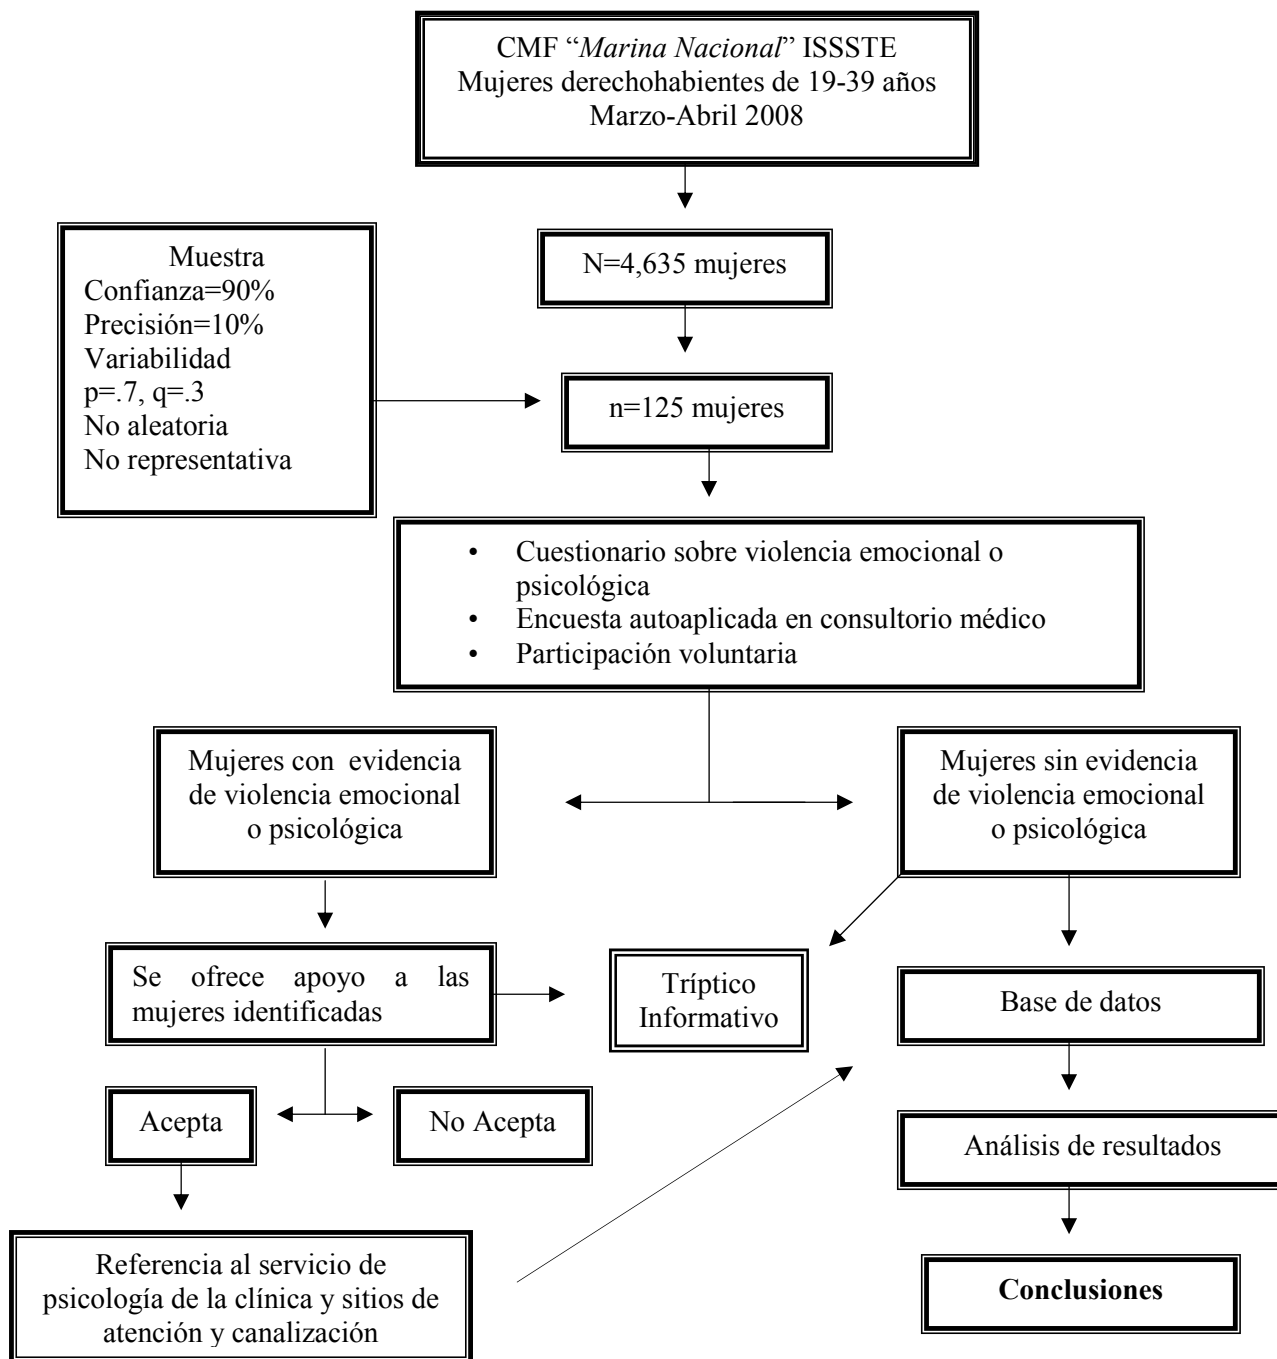 CMF “Marina Nacional” ISSSTE
Mujeres derechohabientes de 19-39 años
Marzo-Abril 2008
N=4,635 mujeres
Muestra
Confianza=90%
Precisión=10%
Variabilidad
p=.7, q=.3
No aleatoria
No representativa
n=125 mujeres
• Cuestionario sobre violencia emocional o
psicológica
• Encuesta autoaplicada en consultorio médico
• Participación voluntaria
Mujeres con evidencia
de violencia emocional
o psicológica
Mujeres sin evidencia
de violencia emocional
o psicológica
Se ofrece apoyo a las
mujeres identificadas
Tríptico
Informativo
Base de datos
Acepta
No Acepta
Análisis de resultados
Referencia al servicio de
psicología de la clínica y sitios de
atención y canalización
Conclusiones